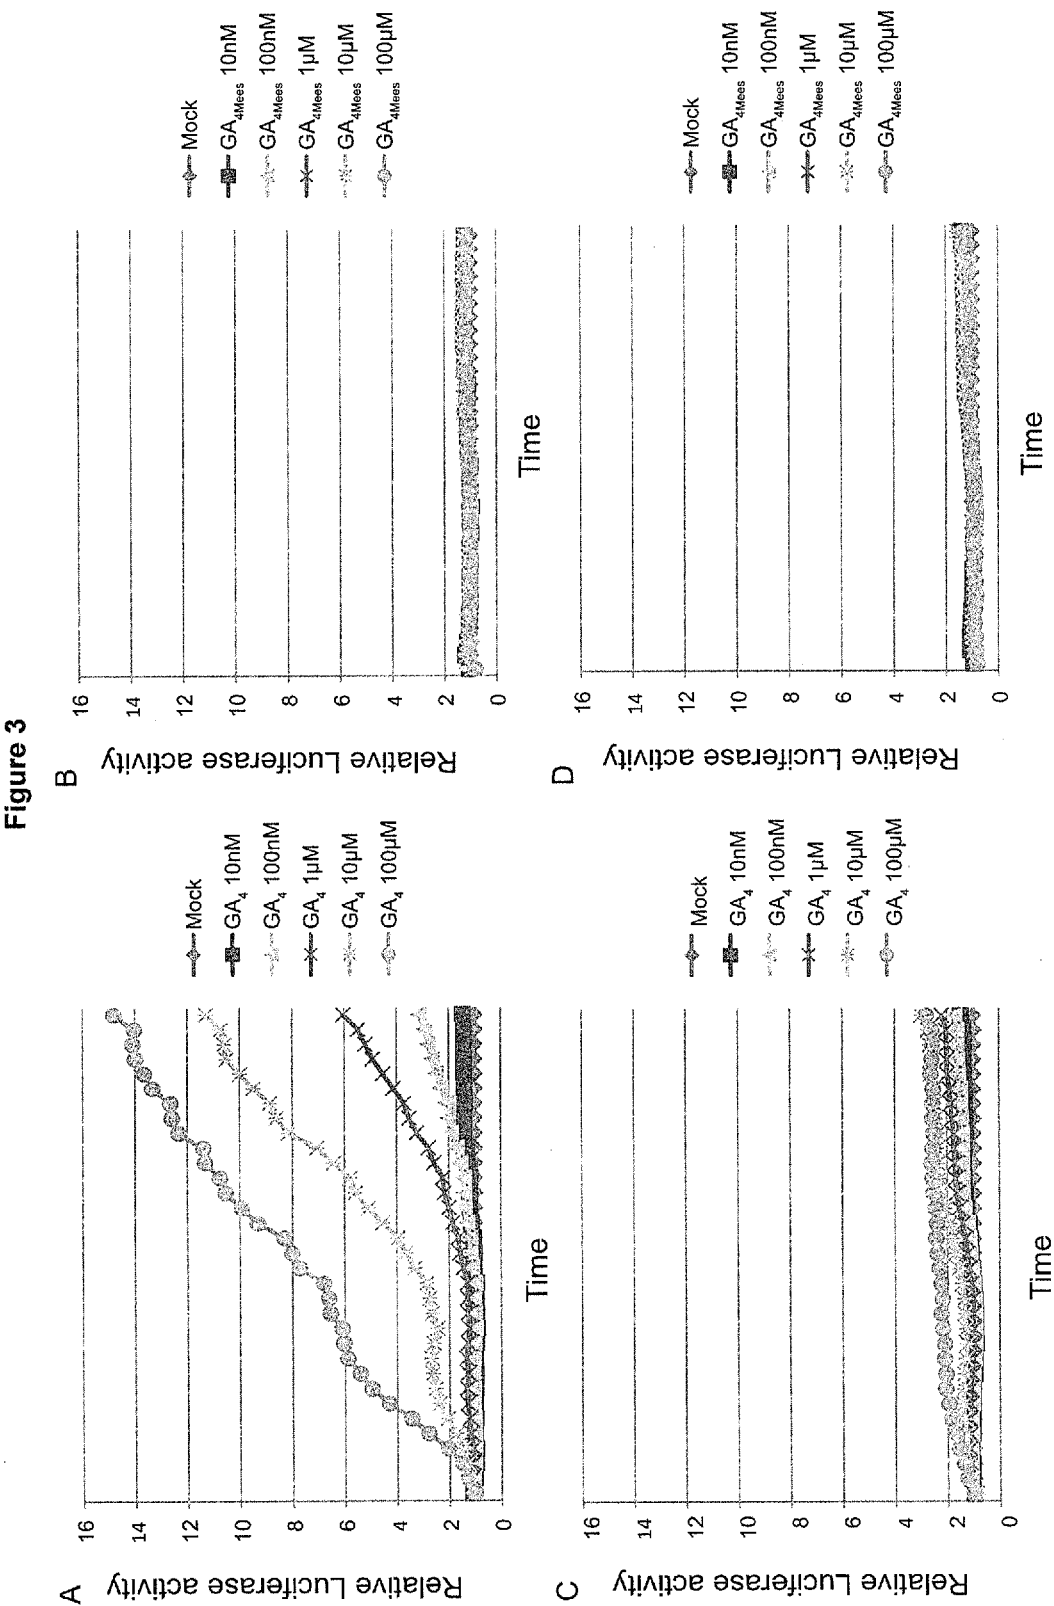 Figure 3
A
Relative Luciferase activity
16
14
12
10
8
6
4
2
0
Time
Mock
GA4 10nM
GA4 100nM
GA4 1µM
GA4 10µM
GA4 100µM
B
Relative Luciferase activity
16
14
12
10
8
6
4
2
0
Time
Mock
GA4Mees 10nM
GA4Mees 100nM
GA4Mees 1µM
GA4Mees 10µM
GA4Mees 100µM
C
Relative Luciferase activity
16
14
12
10
8
6
4
2
0
Time
Mock
GA4 10nM
GA4 100nM
GA4 1µM
GA4 10µM
GA4 100µM
D
Relative Luciferase activity
16
14
12
10
8
6
4
2
0
Time
Mock
GA4Mees 10nM
GA4Mees 100nM
GA4Mees 1µM
GA4Mees 10µM
GA4Mees 100µM